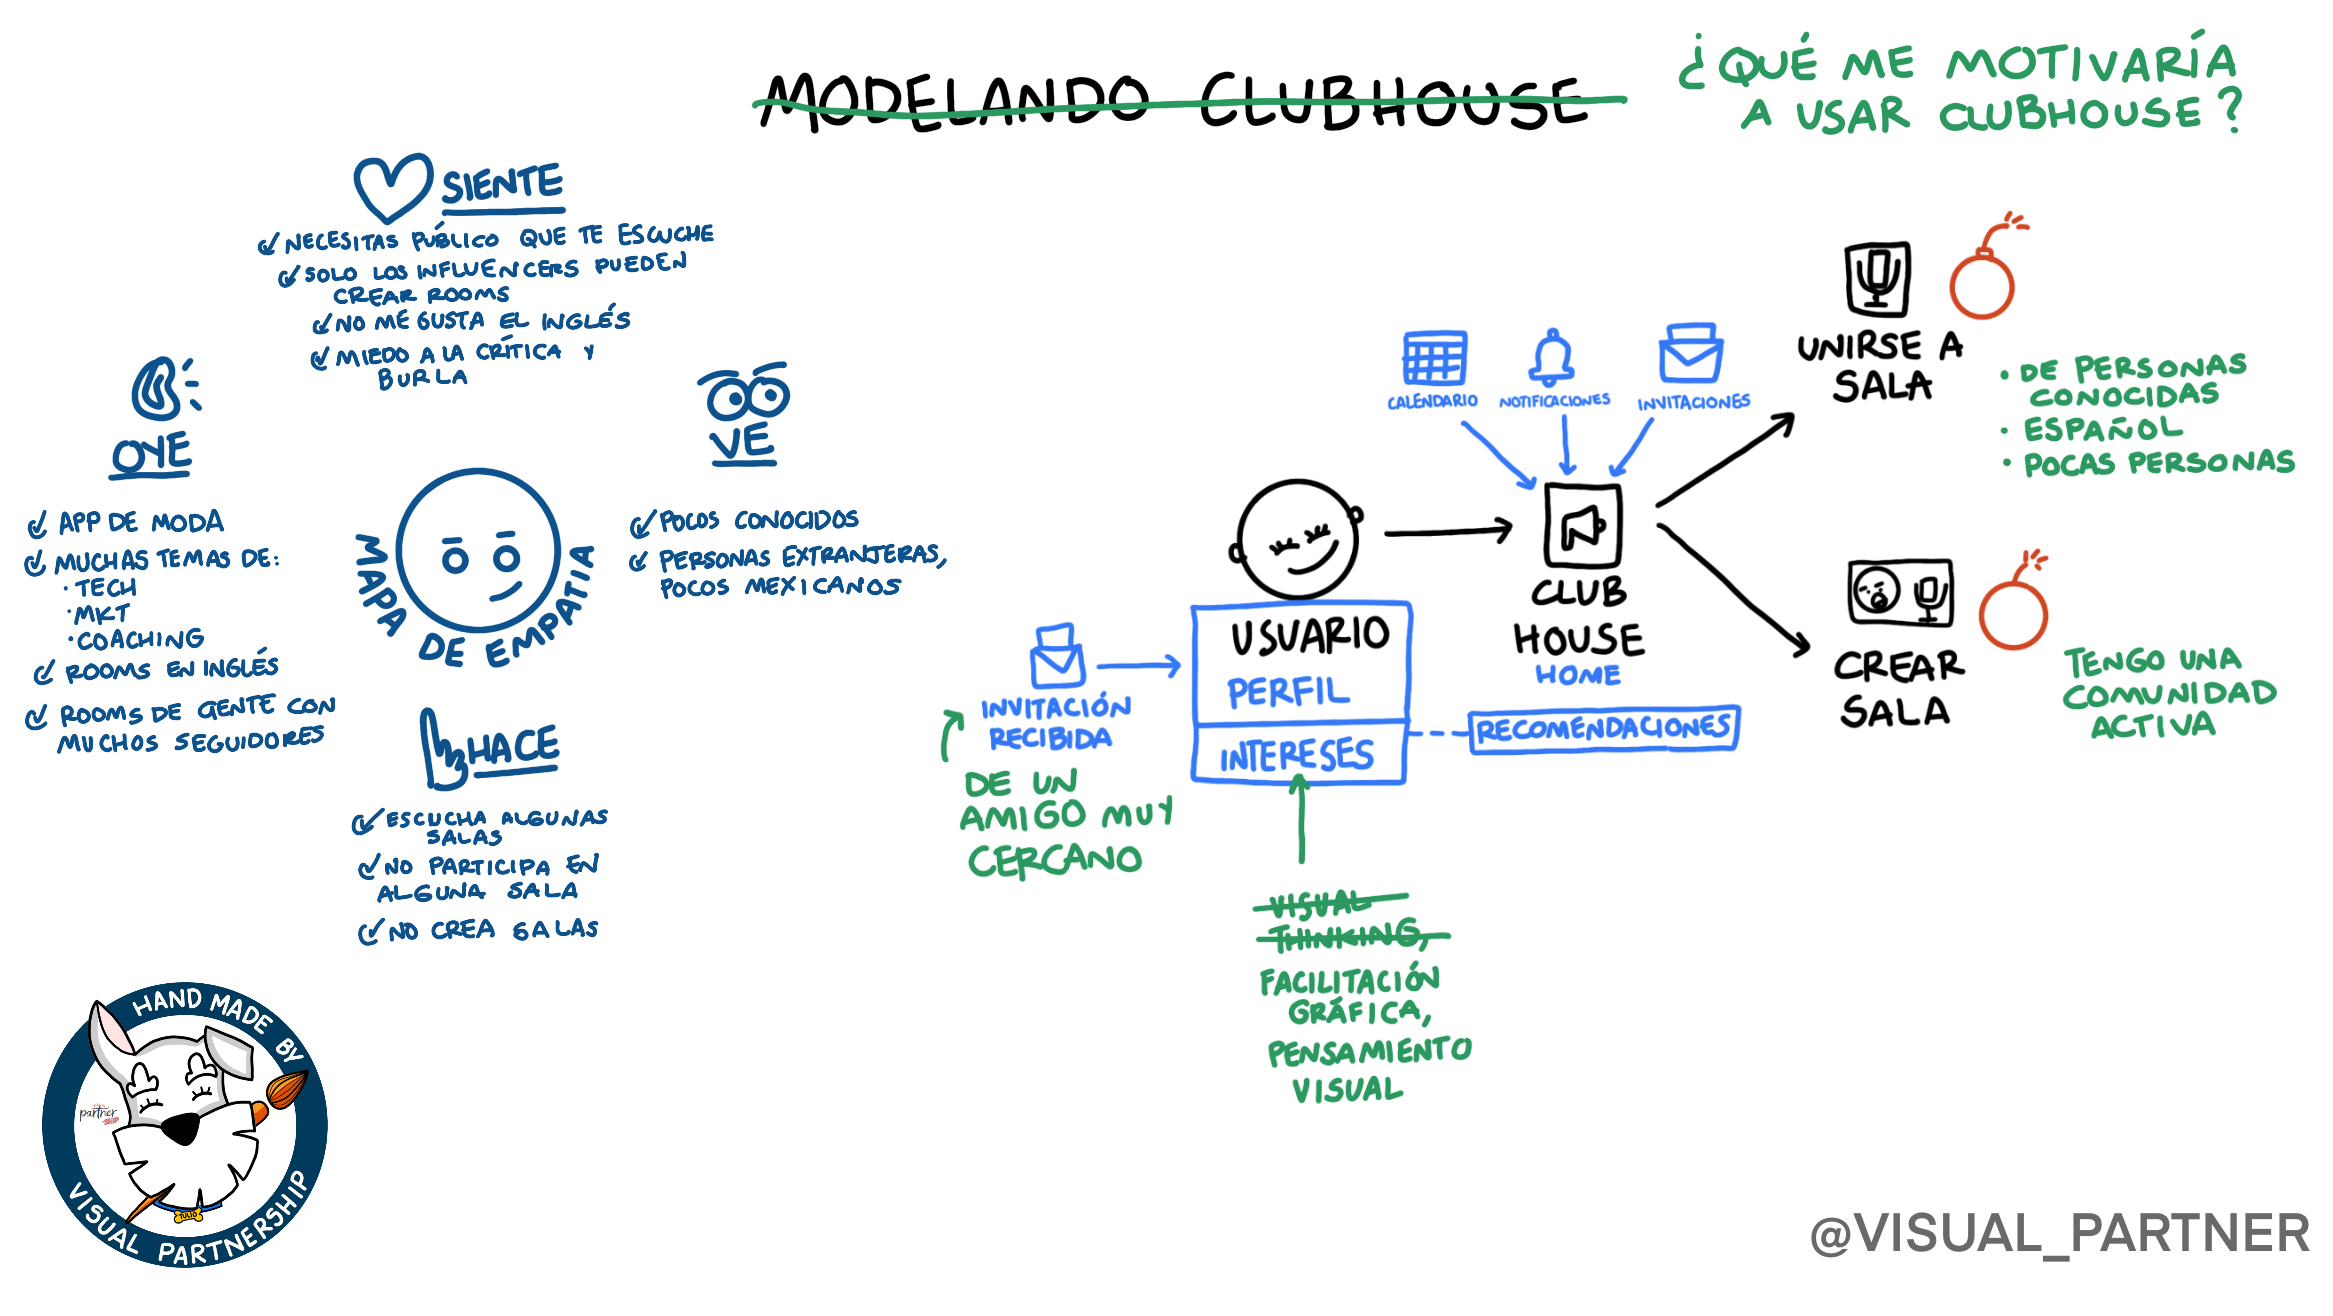 MODELANDO CLUBHOUSE
¿QUÉ ME MOTIVARÍA
A USAR CLUBHOUSE?
SIENTE
NECESITAS PÚBLICO QUE TE ESCUCHE
SOLO LOS INFLUENCERS PUEDEN
CREAR ROOMS
NO ME GUSTA EL INGLÉS
MIEDO A LA CRÍTICA Y
BURLA
OYE
APP DE MODA
MUCHAS TEMAS DE:
· TECH
· MKT
· COACHING
ROOMS EN INGLÉS
ROOMS DE GENTE CON
MUCHOS SEGUIDORES
MAPA DE EMPATIA
VE
POCOS CONOCIDOS
PERSONAS EXTRANJERAS,
POCOS MEXICANOS
HACE
ESCUCHA ALGUNAS
SALAS
NO PARTICIPA EN
ALGUNA SALA
NO CREA SALAS
INVITACIÓN
RECIBIDA
DE UN
AMIGO MUY
CERCANO
USUARIO
PERFIL
INTERESES
VISUAL
THINKING,
FACILITACIÓN
GRÁFICA,
PENSAMIENTO
VISUAL
RECOMENDACIONES
CALENDARIO
NOTIFICACIONES
INVITACIONES
CLUB
HOUSE
HOME
UNIRSE A
SALA
· DE PERSONAS
CONOCIDAS
· ESPAÑOL
· POCAS PERSONAS
CREAR
SALA
TENGO UNA
COMUNIDAD
ACTIVA
HAND MADE BY
partner
SHIP
TULIO
VISUAL PARTNERSHIP
@VISUAL_PARTNER